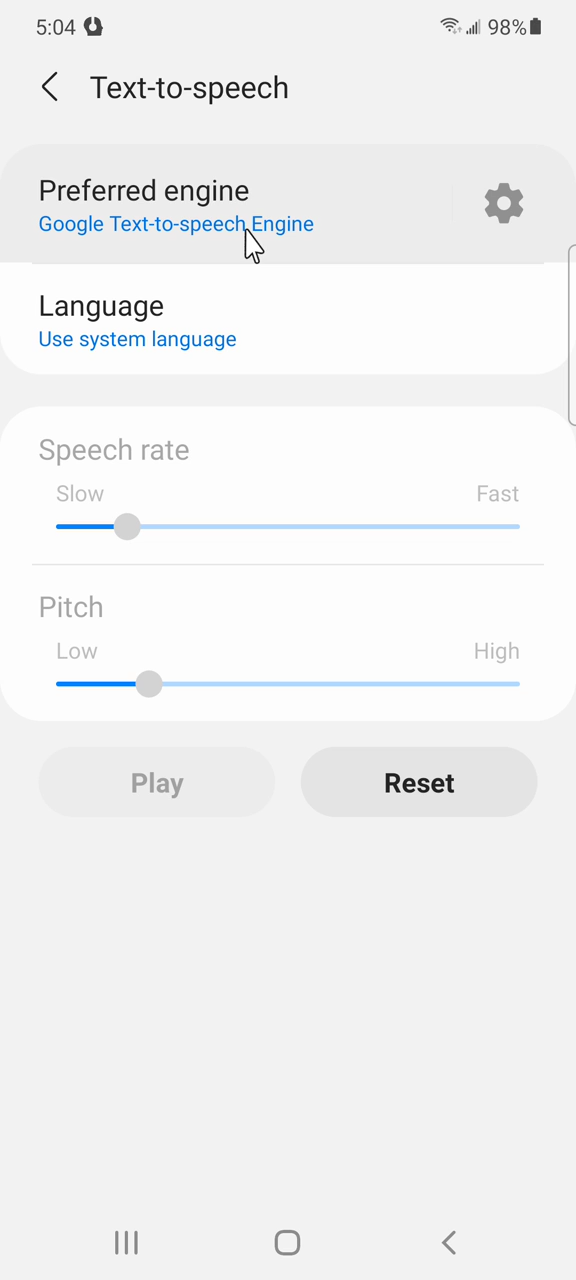 5:04 98%
Text-to-speech
Preferred engine
Google Text-to-speech Engine
Language
Use system language
Speech rate
Slow Fast
Pitch
Low High
Play Reset